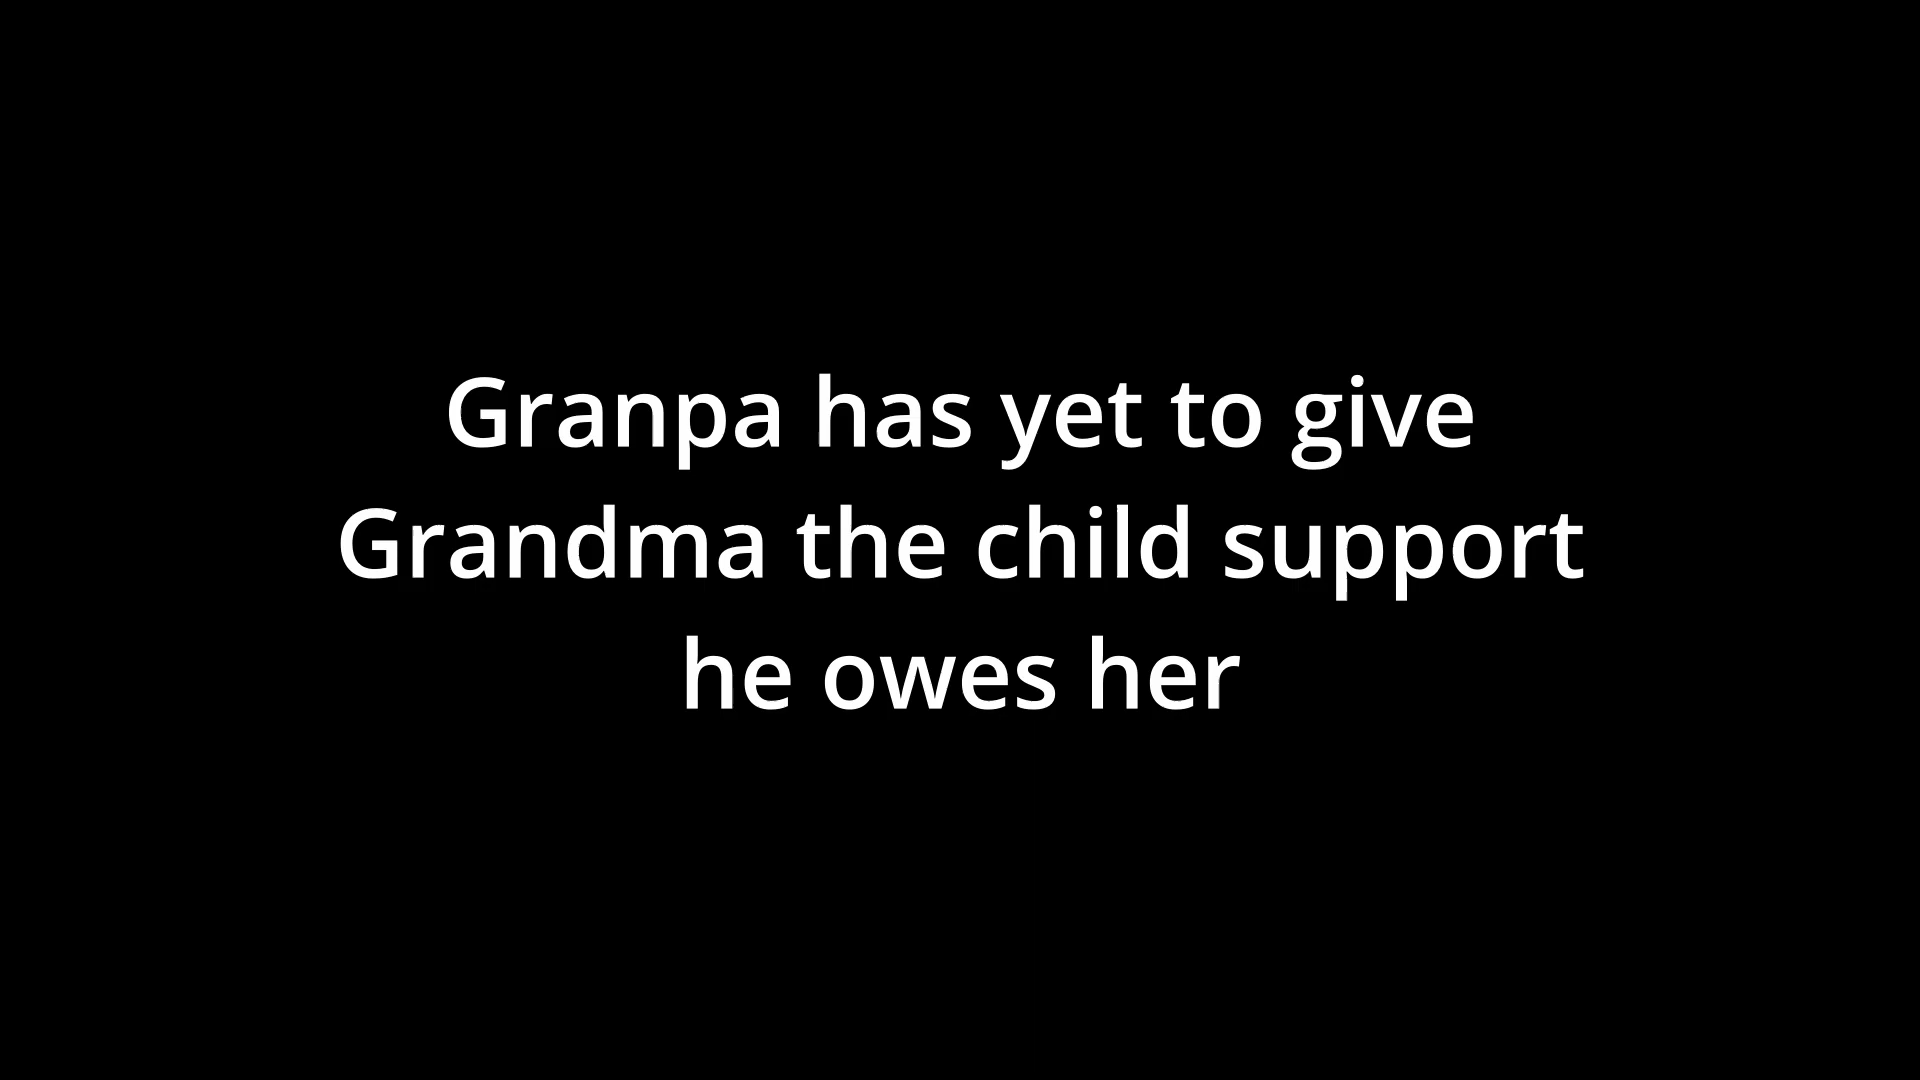 Granpa has yet to give
Grandma the child support
he owes her